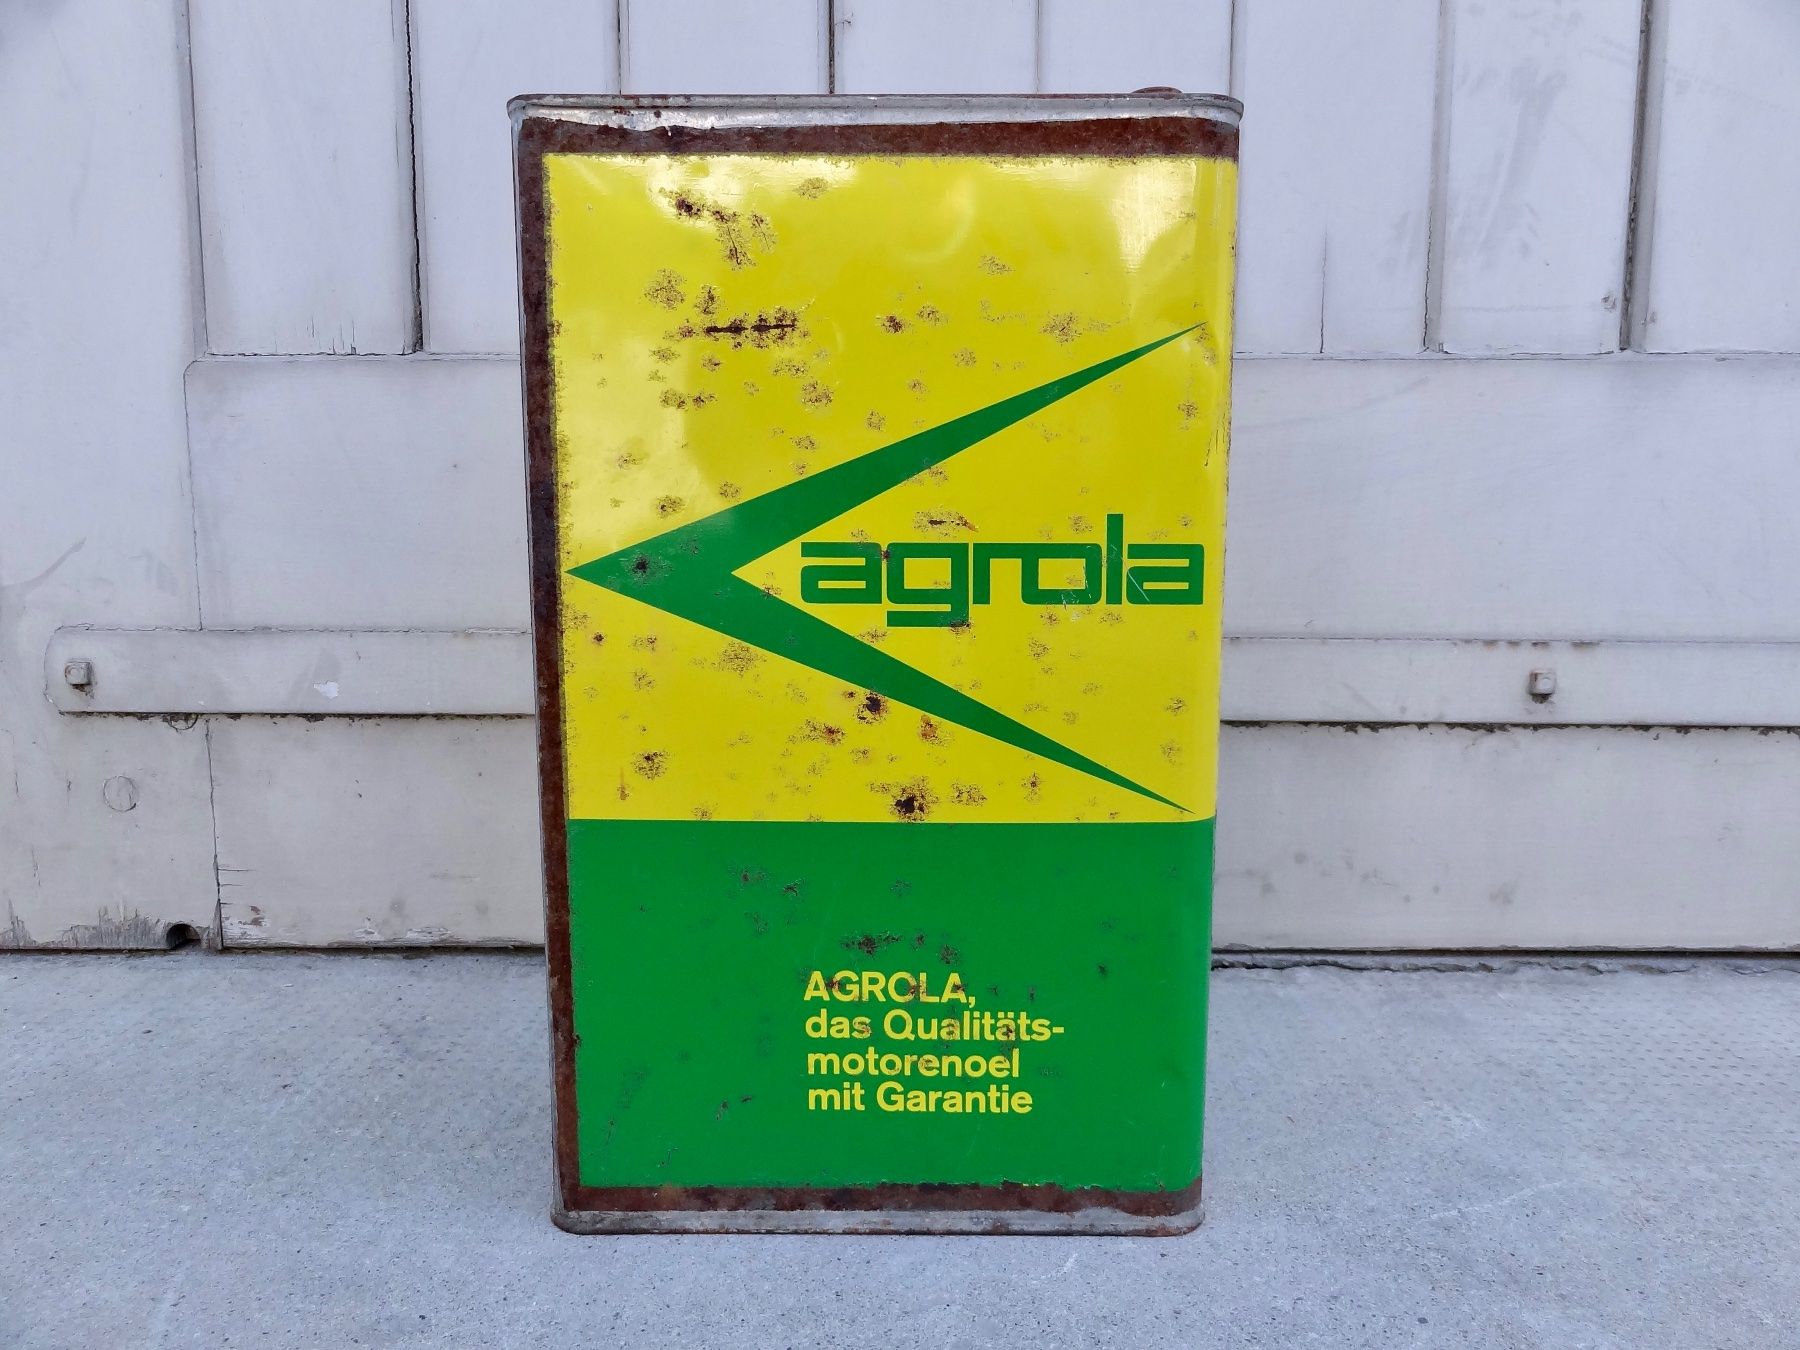 agrola
AGROLA,
das Qualitäts-
motorenoel
mit Garantie